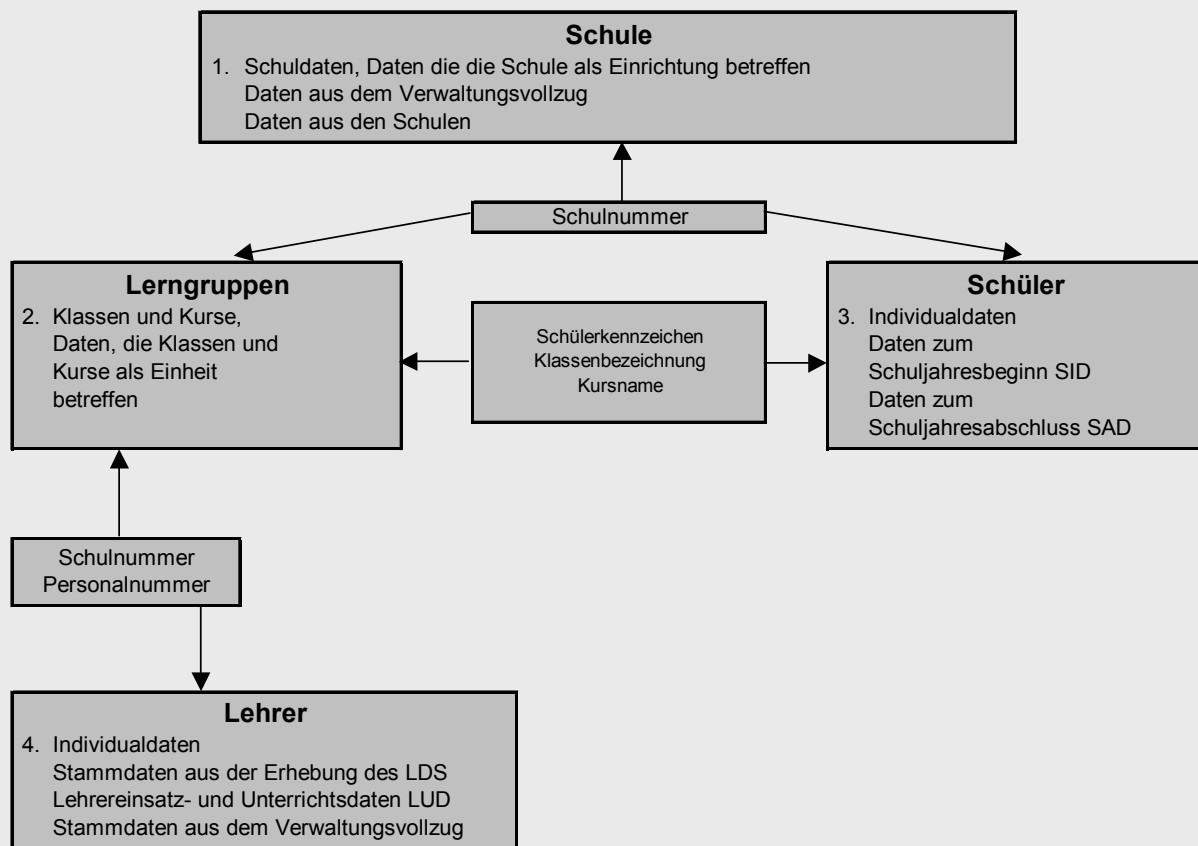 Schule
1. Schuldaten, Daten die die Schule als Einrichtung betreffen
Daten aus dem Verwaltungsvollzug
Daten aus den Schulen
Schulnummer
Lerngruppen
2. Klassen und Kurse,
Daten, die Klassen und
Kurse als Einheit
betreffen
Schülerkennzeichen
Klassenbezeichnung
Kursname
Schüler
3. Individualdaten
Daten zum
Schuljahresbeginn SID
Daten zum
Schuljahresabschluss SAD
Schulnummer
Personalnummer
Lehrer
4. Individualdaten
Stammdaten aus der Erhebung des LDS
Lehrereinsatz- und Unterrichtsdaten LUD
Stammdaten aus dem Verwaltungsvollzug